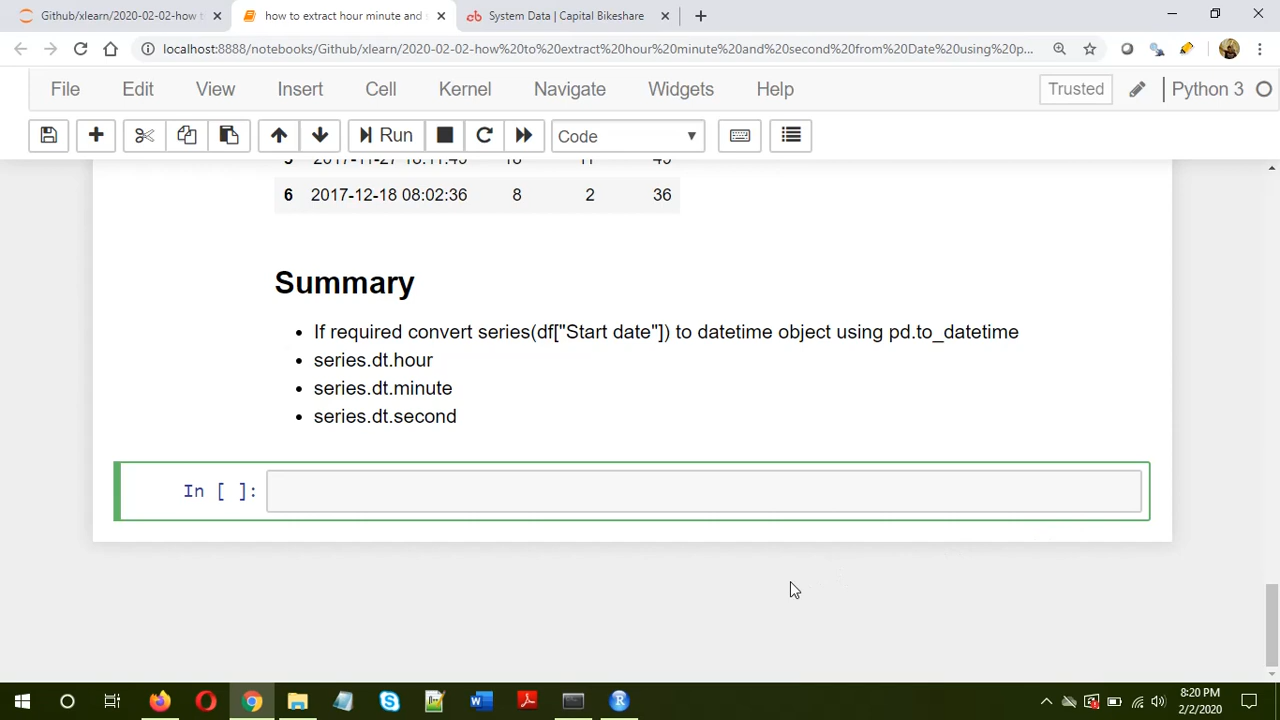 Github/xlearn/2020-02-02-how t
how to extract hour minute and
System Data | Capital Bikeshare
localhost:8888/notebooks/Github/xlearn/2020-02-02-how%20to%20extract%20hour%20minute%20and%20second%20from%20Date%20using%20p...
File Edit View Insert Cell Kernel Navigate Widgets Help Trusted Python 3
Run Code
6 2017-12-18 08:02:36 8 2 36
Summary
• If required convert series(df["Start date"]) to datetime object using pd.to_datetime
• series.dt.hour
• series.dt.minute
• series.dt.second
In [ ]:
8:20 PM
2/2/2020